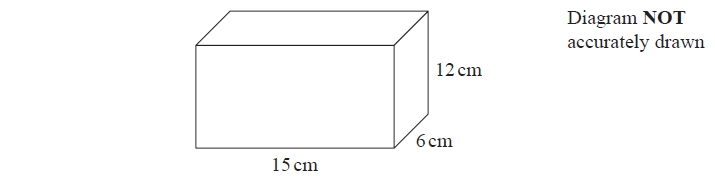 Diagram NOT
accurately drawn
12 cm
6 cm
15 cm